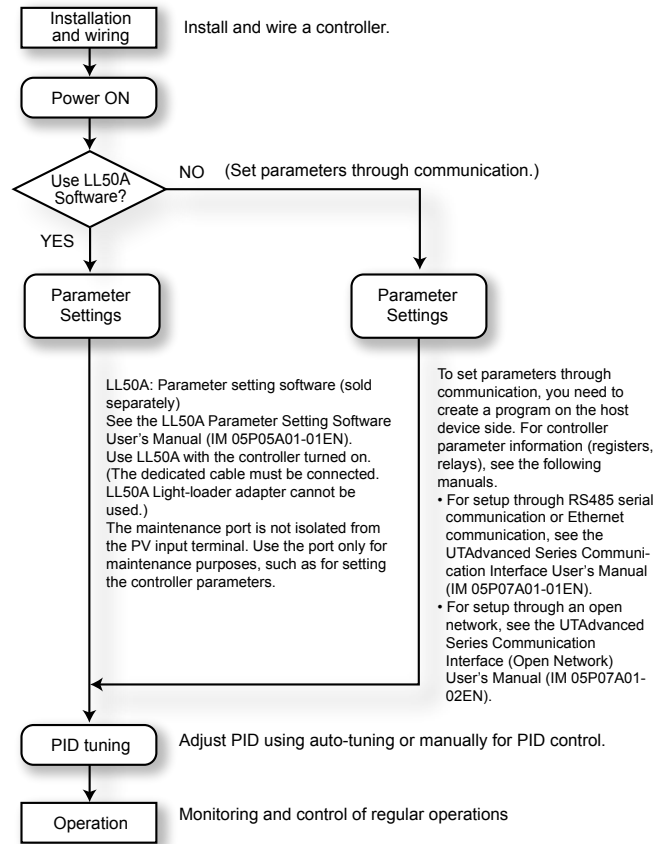 Installation
and wiring
Install and wire a controller.
Power ON
Use LL50A
Software?
NO (Set parameters through communication.)
YES
Parameter
Settings
Parameter
Settings
LL50A: Parameter setting software (sold
separately)
See the LL50A Parameter Setting Software
User's Manual (IM 05P05A01-01EN).
Use LL50A with the controller turned on.
(The dedicated cable must be connected.
LL50A Light-loader adapter cannot be
used.)
The maintenance port is not isolated from
the PV input terminal. Use the port only for
maintenance purposes, such as for setting
the controller parameters.
To set parameters through
communication, you need to
create a program on the host
device side. For controller
parameter information (registers,
relays), see the following
manuals.
• For setup through RS485 serial
communication or Ethernet
communication, see the
UTAdvanced Series Communi-
cation Interface User's Manual
(IM 05P07A01-01EN).
• For setup through an open
network, see the UTAdvanced
Series Communication
Interface (Open Network)
User's Manual (IM 05P07A01-
02EN).
PID tuning
Adjust PID using auto-tuning or manually for PID control.
Operation
Monitoring and control of regular operations